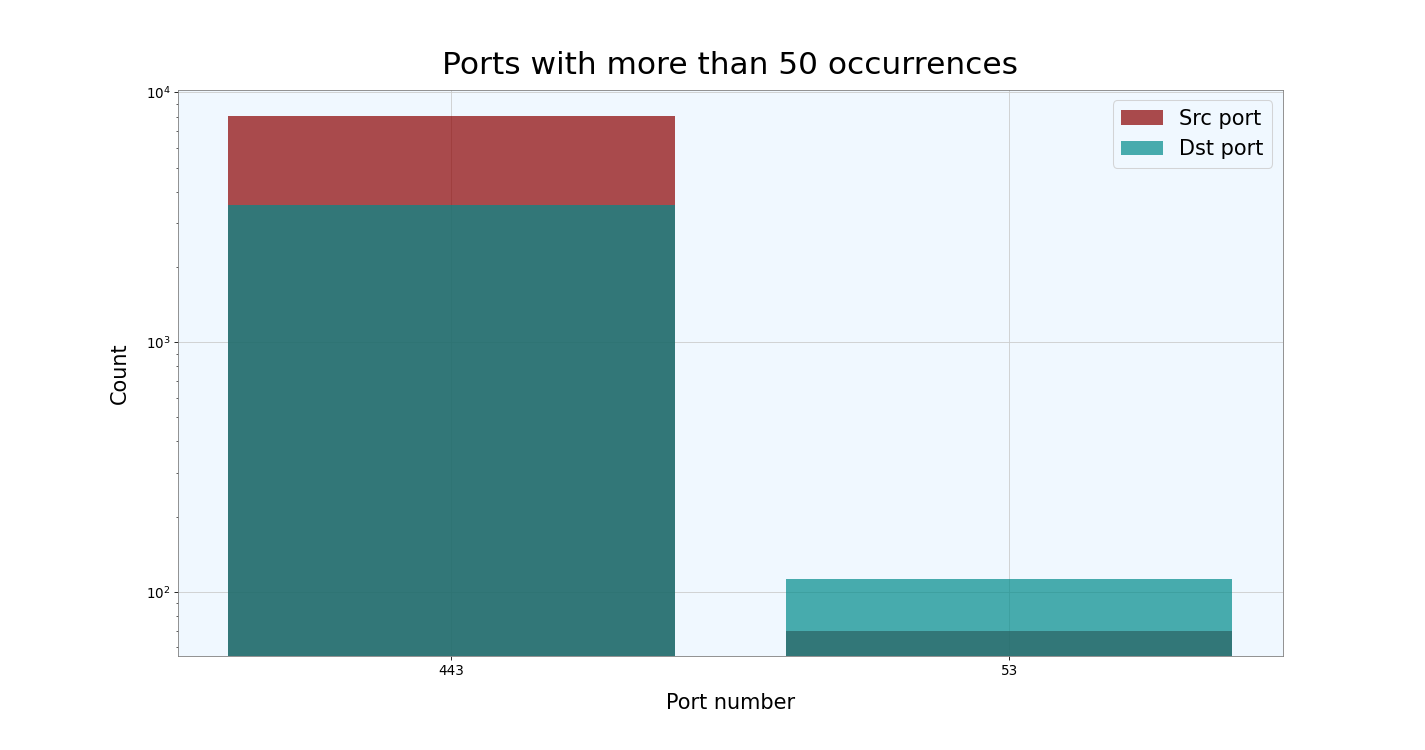 Ports with more than 50 occurrences
Src port
Dst port
10⁴
10³
10²
Count
443
53
Port number